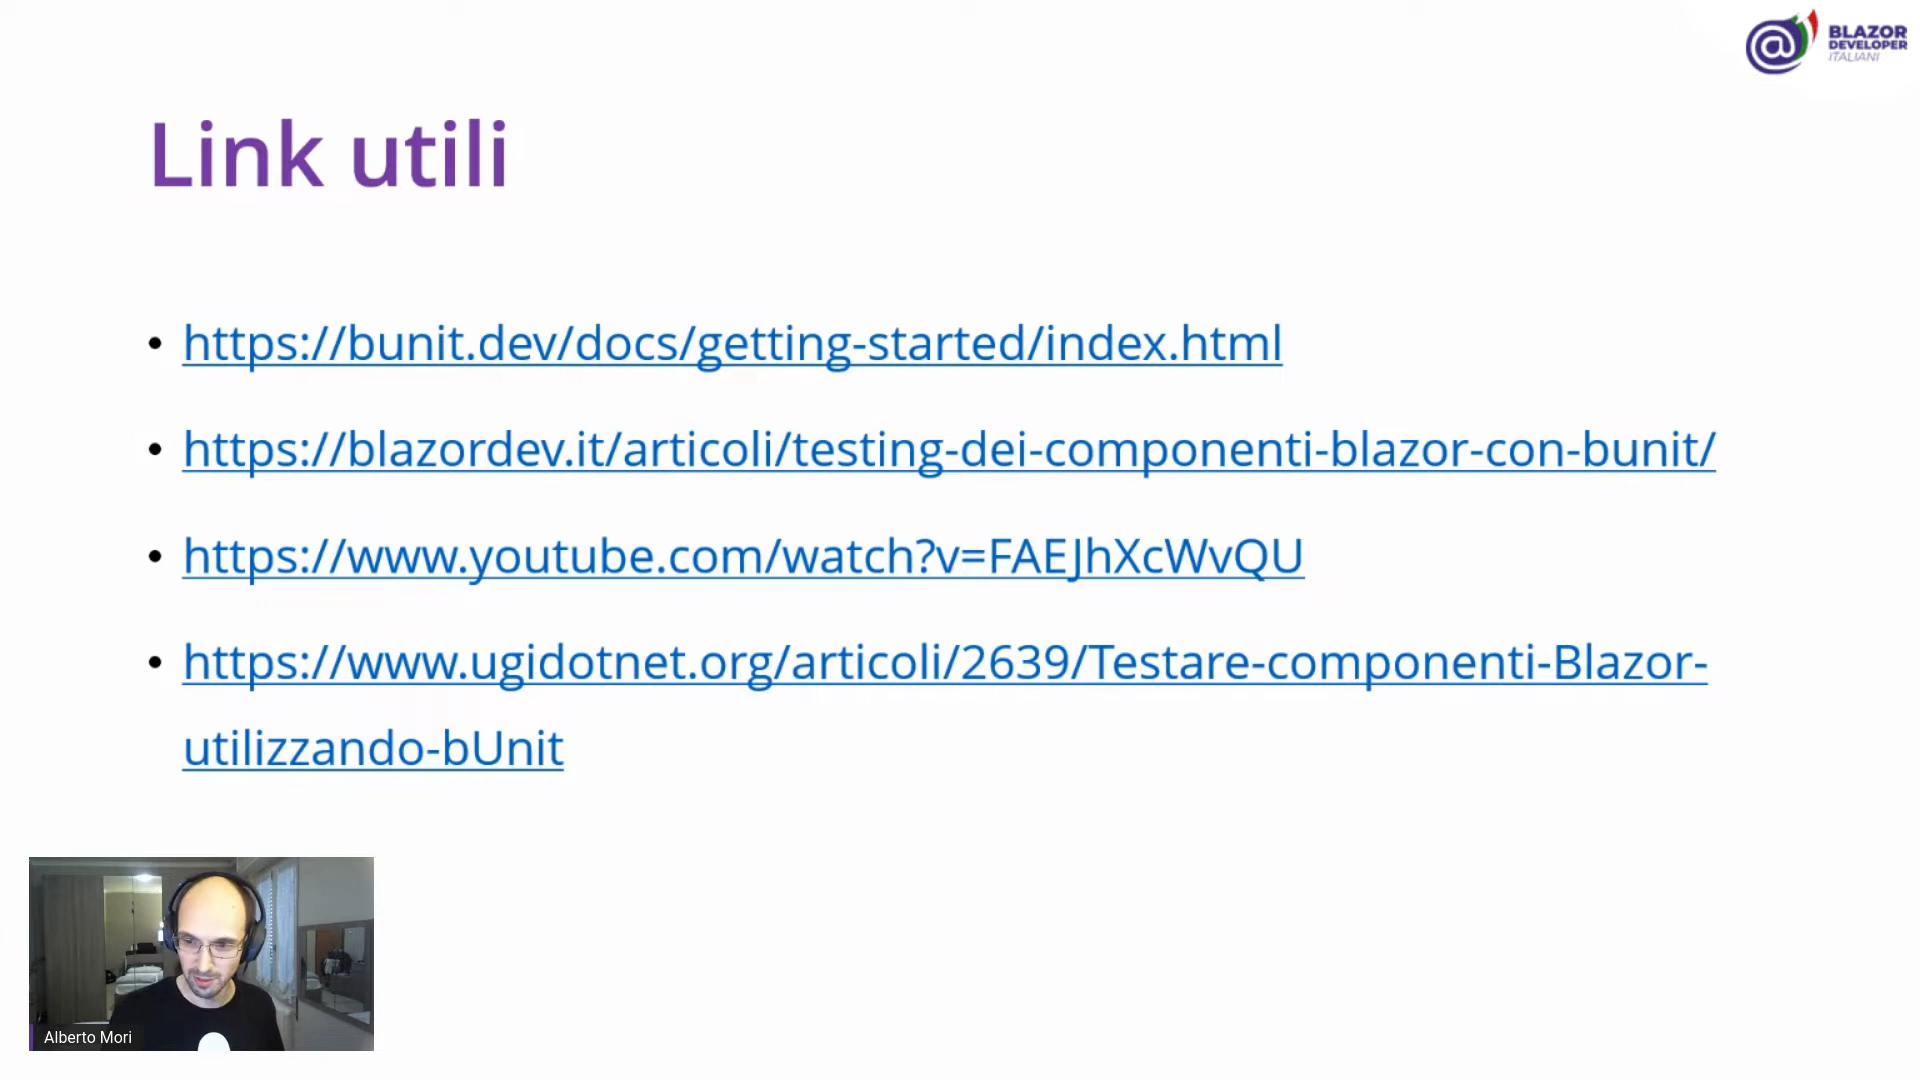 BLAZOR
DEVELOPER
ITALIANI
Link utili
• https://bunit.dev/docs/getting-started/index.html
• https://blazordev.it/articoli/testing-dei-componenti-blazor-con-bunit/
• https://www.youtube.com/watch?v=FAEJhXcWvQU
• https://www.ugidotnet.org/articoli/2639/Testare-componenti-Blazor-
utilizzando-bUnit
Alberto Mori